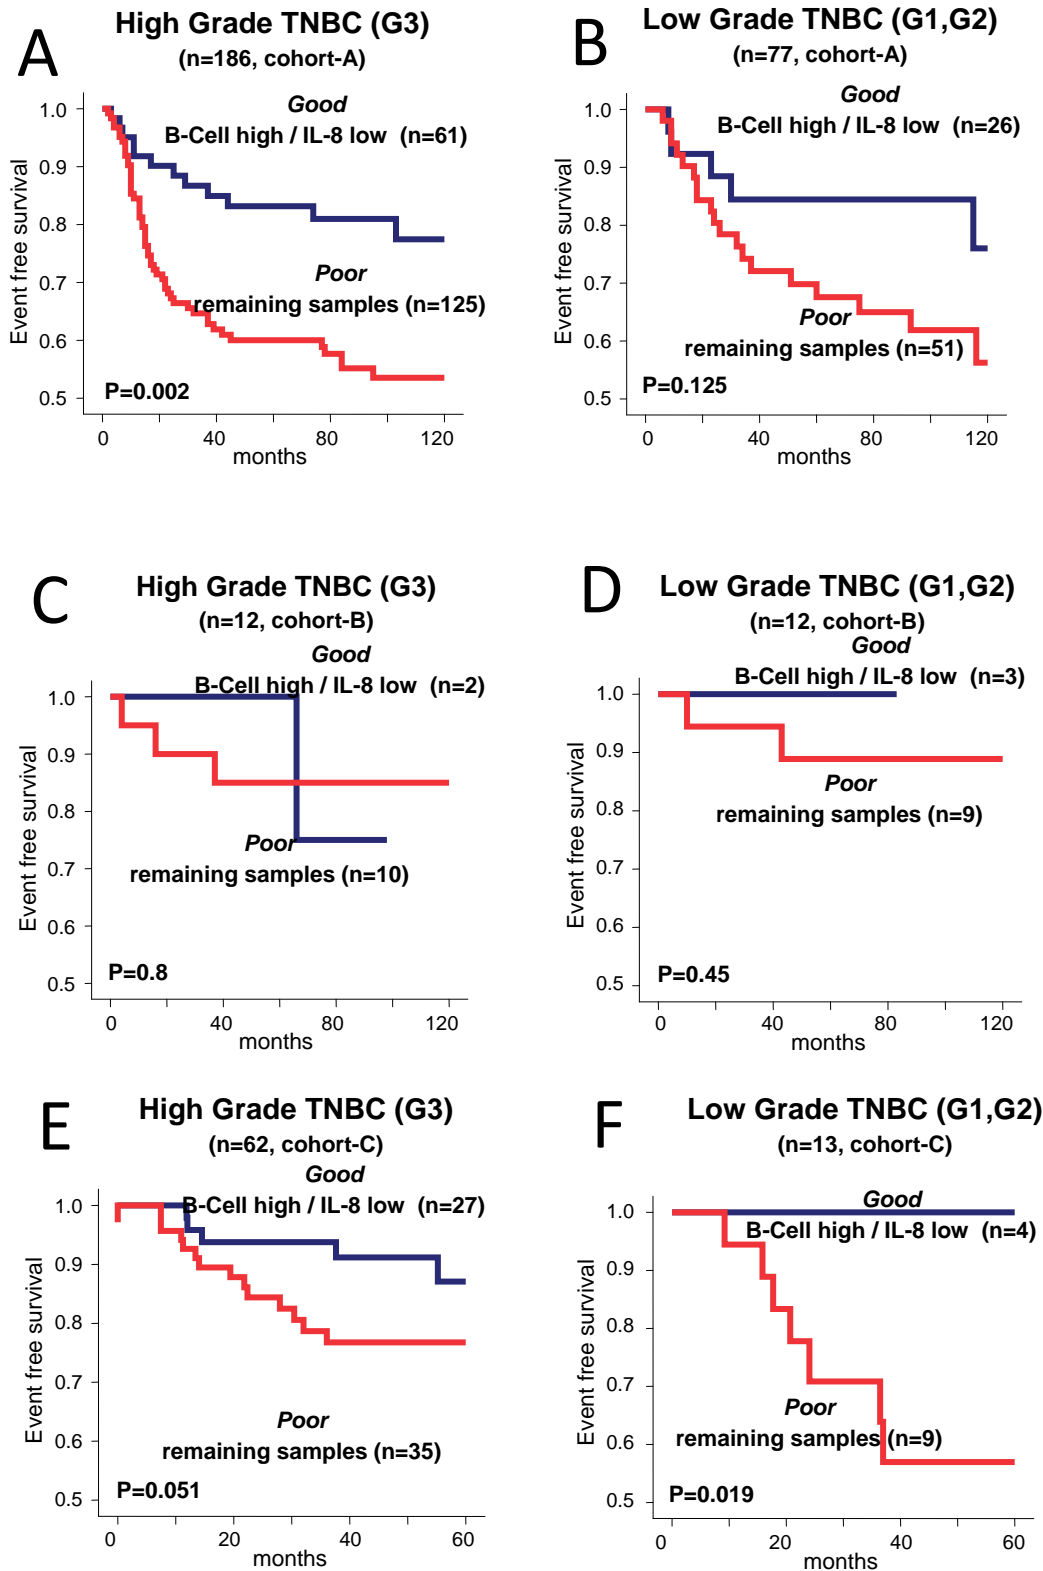 A
High Grade TNBC (G3)
(n=186, cohort-A)
Good
B-Cell high / IL-8 low (n=61)
Event free survival
1.0
0.9
0.8
0.7
0.6
0.5
Poor
remaining samples (n=125)
P=0.002
0 40 80 120
months
B
Low Grade TNBC (G1,G2)
(n=77, cohort-A)
Good
B-Cell high / IL-8 low (n=26)
Event free survival
1.0
0.9
0.8
0.7
0.6
0.5
Poor
remaining samples (n=51)
P=0.125
0 40 80 120
months
C
High Grade TNBC (G3)
(n=12, cohort-B)
Good
B-Cell high / IL-8 low (n=2)
Event free survival
1.0
0.9
0.8
0.7
0.6
0.5
Poor
remaining samples (n=10)
P=0.8
0 40 80 120
months
D
Low Grade TNBC (G1,G2)
(n=12, cohort-B)
Good
B-Cell high / IL-8 low (n=3)
Event free survival
1.0
0.9
0.8
0.7
0.6
0.5
Poor
remaining samples (n=9)
P=0.45
0 40 80 120
months
E
High Grade TNBC (G3)
(n=62, cohort-C)
Good
B-Cell high / IL-8 low (n=27)
Event free survival
1.0
0.9
0.8
0.7
0.6
0.5
Poor
remaining samples (n=35)
P=0.051
0 20 40 60
months
F
Low Grade TNBC (G1,G2)
(n=13, cohort-C)
Good
B-Cell high / IL-8 low (n=4)
Event free survival
1.0
0.9
0.8
0.7
0.6
0.5
Poor
remaining samples (n=9)
P=0.019
0 20 40 60
months